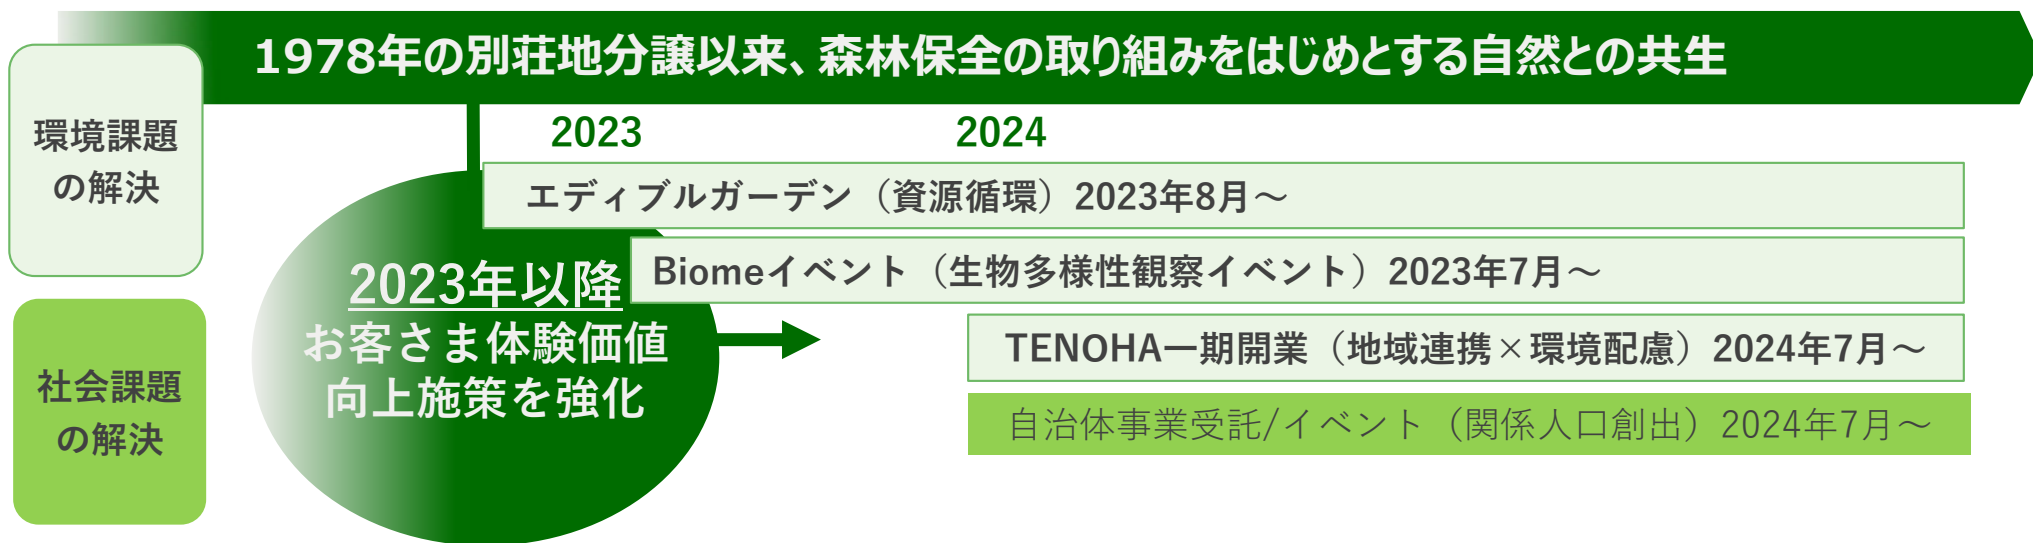 1978年の別荘地分譲以来、森林保全の取り組みをはじめとする自然との共生
環境課題
の解決
2023
2024
エディブルガーデン（資源循環）2023年8月～
Biomeイベント（生物多様性観察イベント）2023年7月～
2023年以降
お客さま体験価値
向上施策を強化
TENOHA一期開業（地域連携×環境配慮）2024年7月～
社会課題
の解決
自治体事業受託/イベント（関係人口創出）2024年7月～